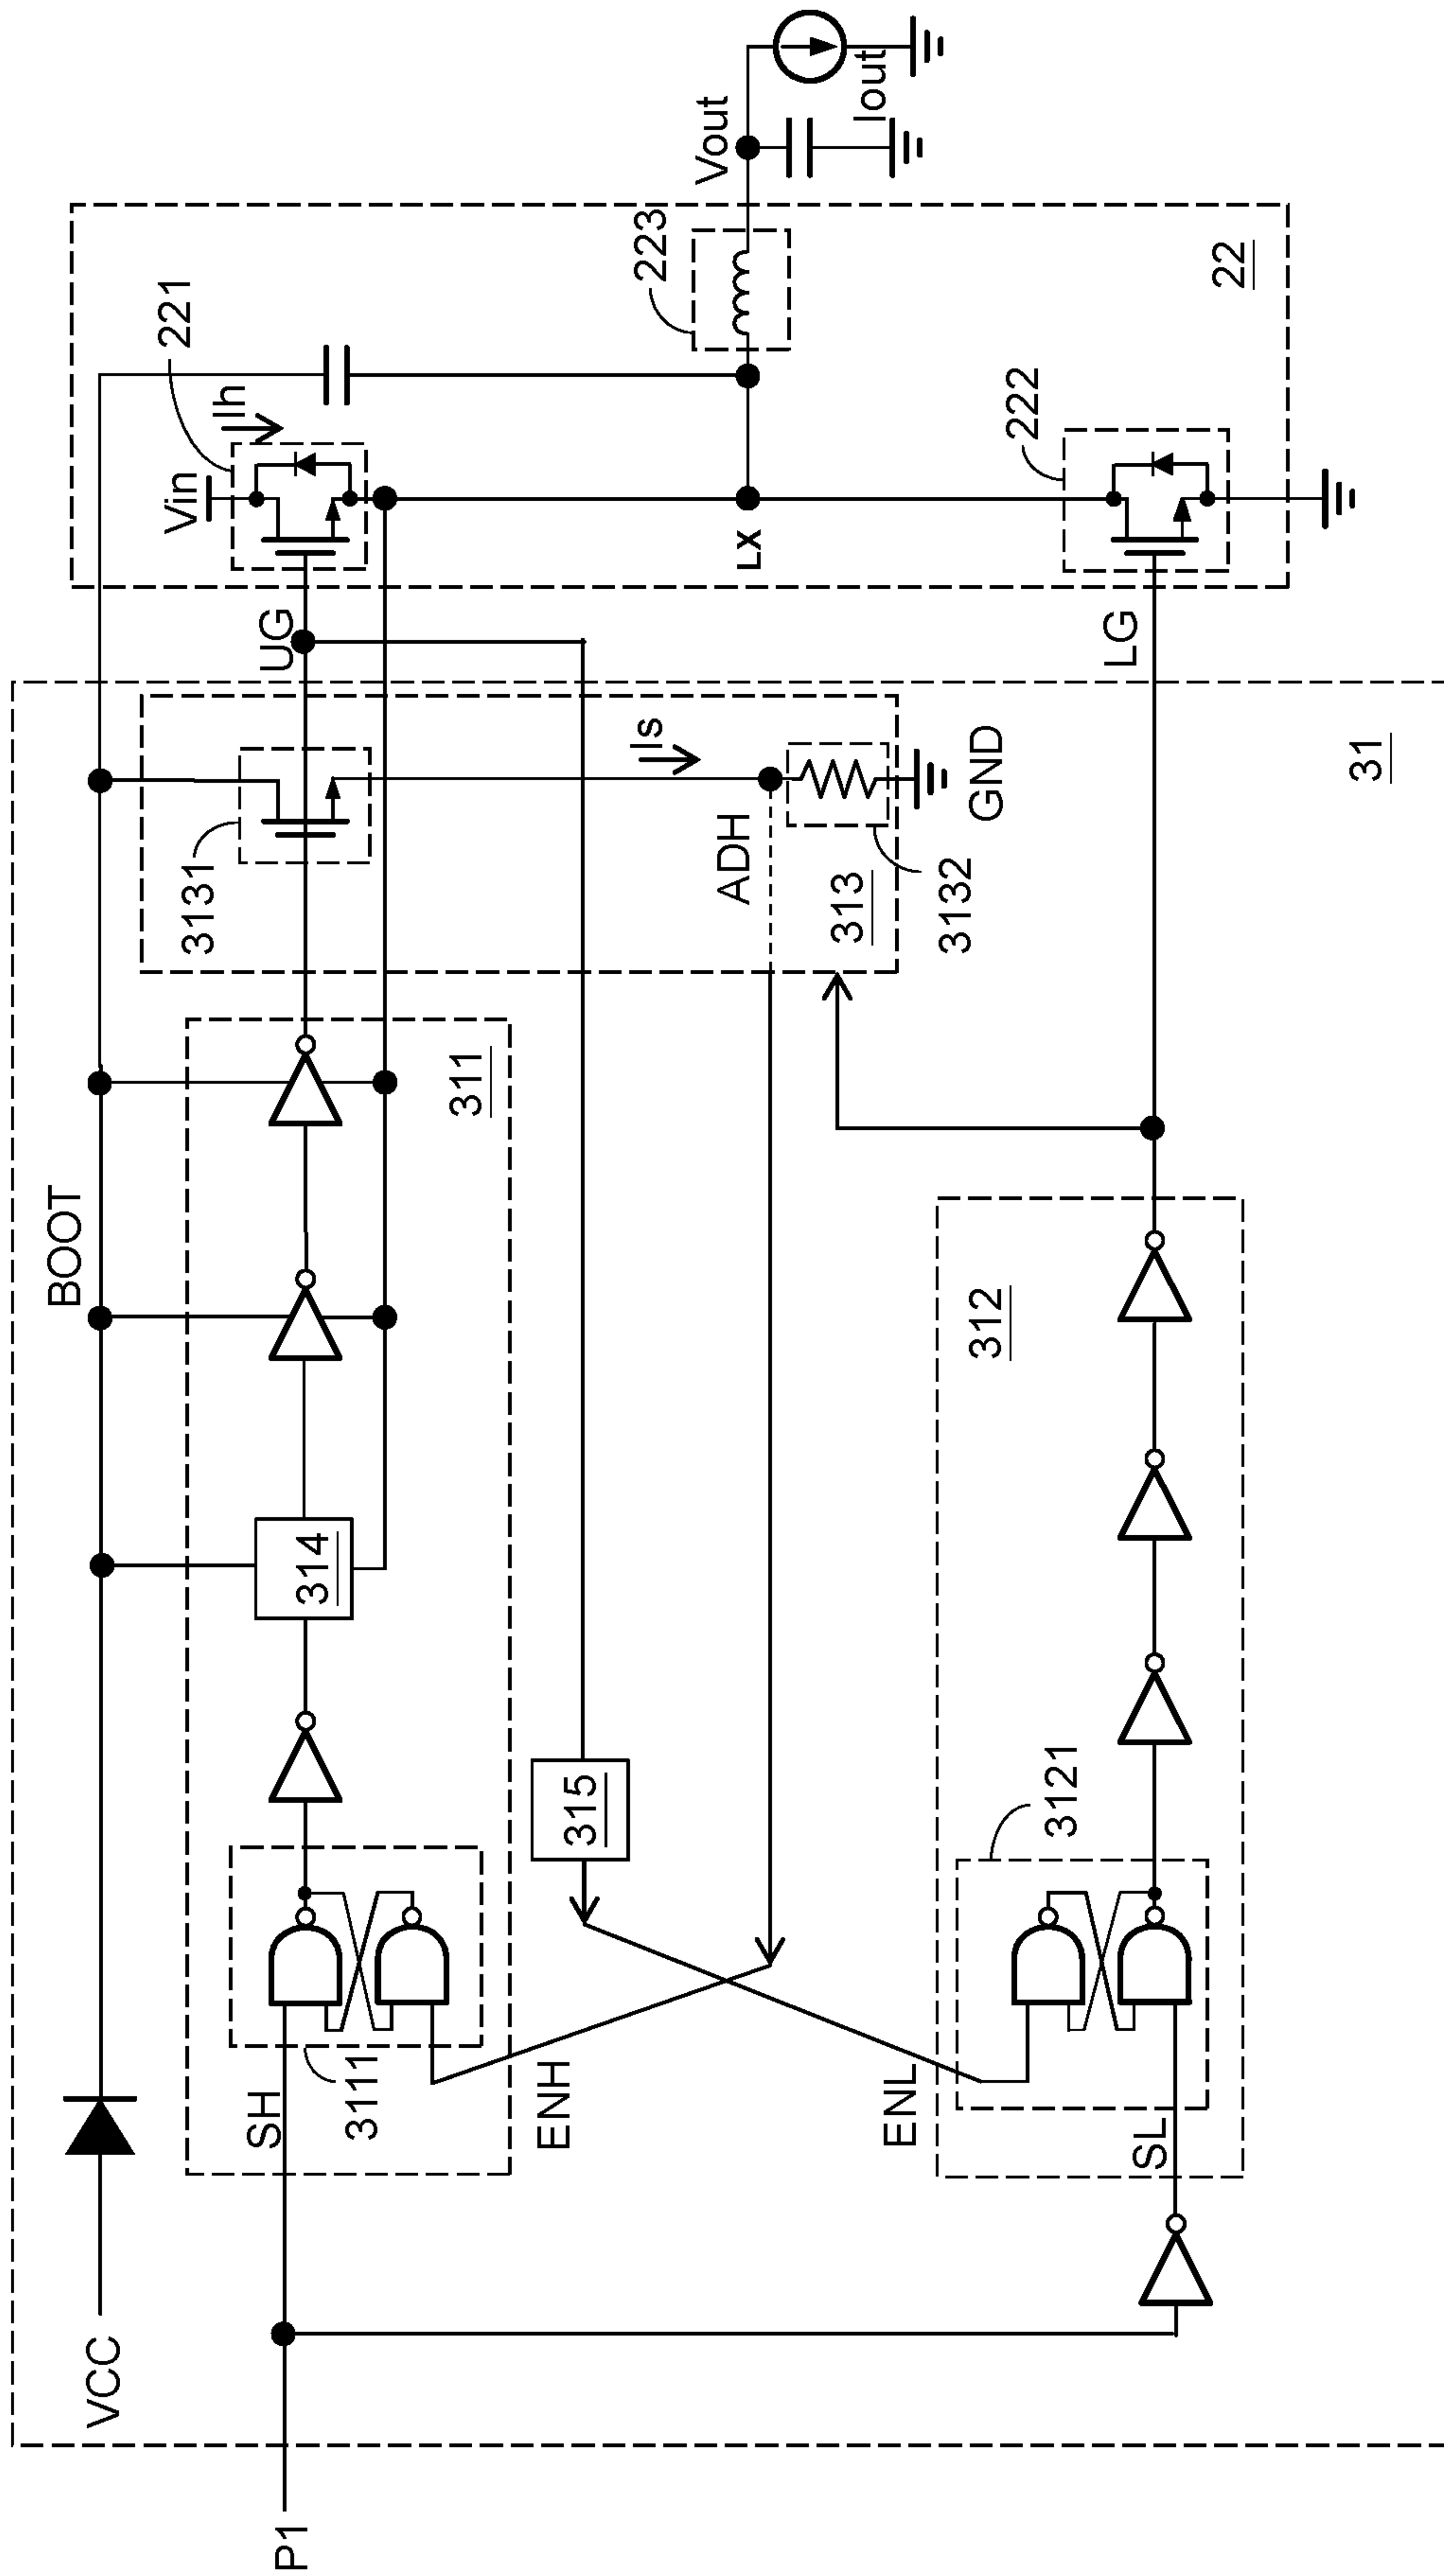 P1
VCC
BOOT
SH
3111
ENH
ENL
SL
3121
315
314
311
312
3131
ADH
3313
3132
GND
Is
31
UG
LG
Vin
Ih
221
Lx
222
223
22
Vout
Iout